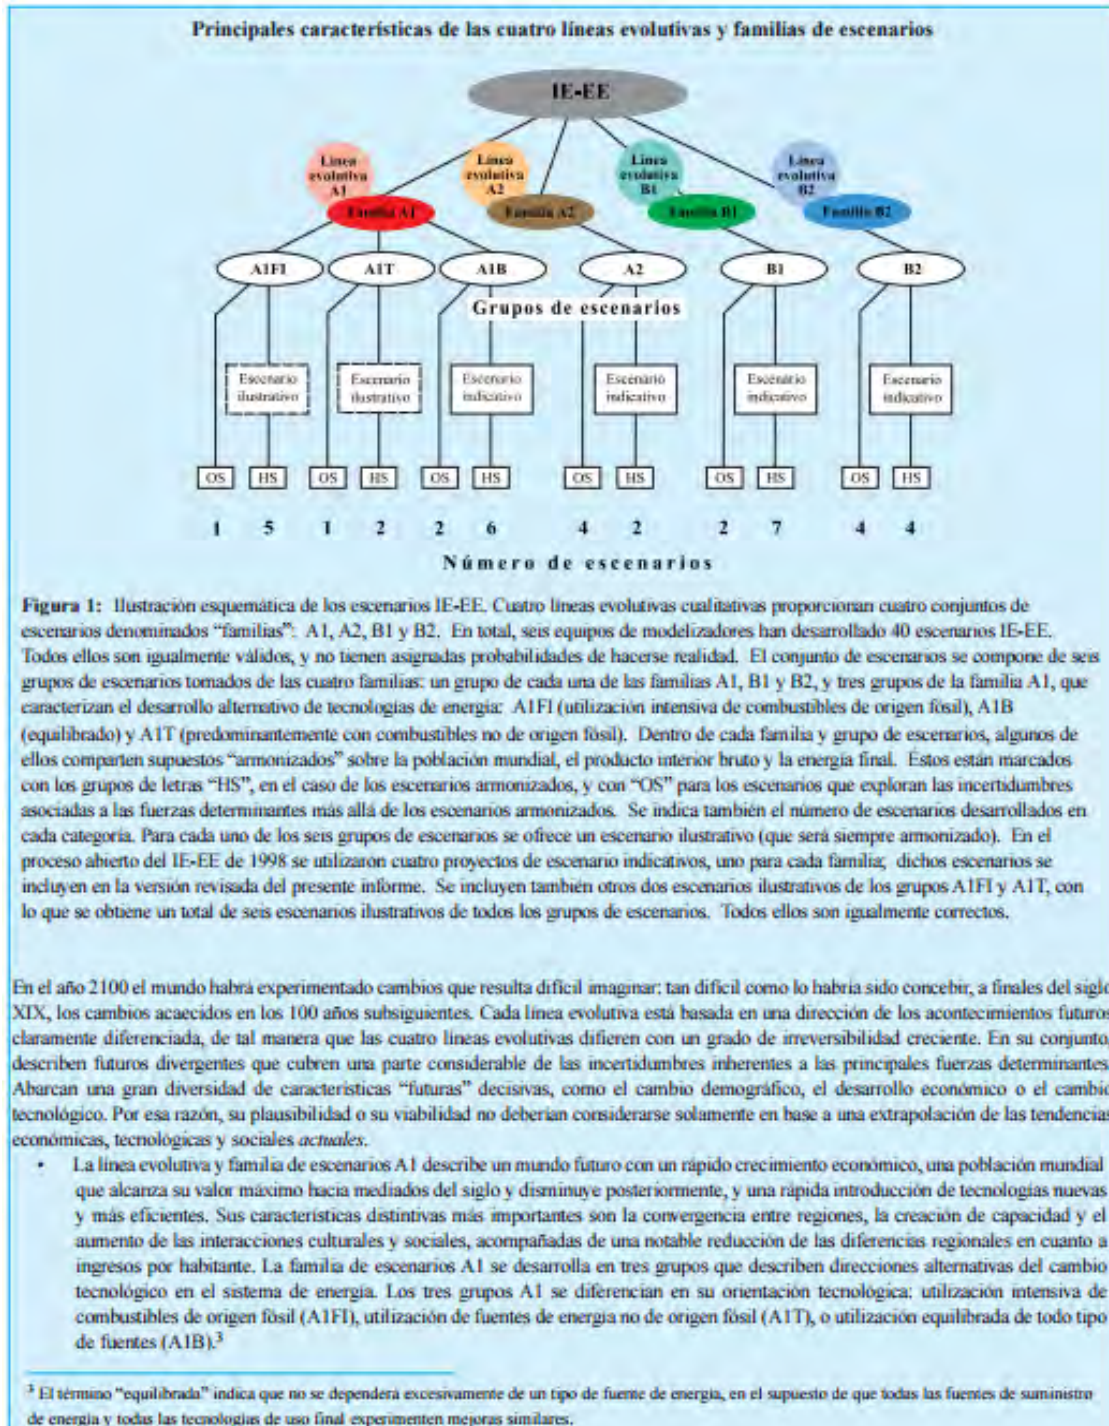 Principales características de las cuatro líneas evolutivas y familias de escenarios
IE-EE
Línea evolutiva A1
Línea evolutiva A2
Línea evolutiva B1
Línea evolutiva B2
Familia A1
Familia A2
Familia B1
Familia B2
A1FI A1T A1B A2 B1 B2
Grupos de escenarios
Escenario ilustrativo
Escenario ilustrativo
Escenario indicativo
Escenario indicativo
Escenario indicativo
Escenario indicativo
OS HS OS HS OS HS OS HS OS HS OS HS
1 5 1 2 2 6 4 2 2 7 4 4
Número de escenarios
Figura 1: Ilustración esquemática de los escenarios IE-EE. Cuatro líneas evolutivas cualitativas proporcionan cuatro conjuntos de
escenarios denominados “familias”: A1, A2, B1 y B2. En total, seis equipos de modelizadores han desarrollado 40 escenarios IE-EE.
Todos ellos son igualmente válidos, y no tienen asignadas probabilidades de hacerse realidad. El conjunto de escenarios se compone de seis
grupos de escenarios tomados de las cuatro familias: un grupo de cada una de las familias A1, B1 y B2, y tres grupos de la familia A1, que
caracterizan el desarrollo alternativo de tecnologías de energía: A1FI (utilización intensiva de combustibles de origen fósil), A1B
(equilibrado) y A1T (predominantemente con combustibles no de origen fósil). Dentro de cada familia y grupo de escenarios, algunos de
ellos comparten supuestos “armonizados” sobre la población mundial, el producto interior bruto y la energía final. Éstos están marcados
con los grupos de letras “HS”, en el caso de los escenarios armonizados, y con “OS” para los escenarios que exploran las incertidumbres
asociadas a las fuerzas determinantes más allá de los escenarios armonizados. Se indica también el número de escenarios desarrollados en
cada categoría. Para cada uno de los seis grupos de escenarios se ofrece un escenario ilustrativo (que será siempre armonizado). En el
proceso abierto del IE-EE de 1998 se utilizaron cuatro proyectos de escenario indicativos, uno para cada familia; dichos escenarios se
incluyen en la versión revisada del presente informe. Se incluyen también otros dos escenarios ilustrativos de los grupos A1FI y A1T, con
lo que se obtiene un total de seis escenarios ilustrativos de todos los grupos de escenarios. Todos ellos son igualmente correctos.
En el año 2100 el mundo habrá experimentado cambios que resulta difícil imaginar: tan difícil como lo habría sido concebir, a finales del siglo
XIX, los cambios acaecidos en los 100 años subsiguientes. Cada línea evolutiva está basada en una dirección de los acontecimientos futuros
claramente diferenciada, de tal manera que las cuatro líneas evolutivas difieren con un grado de irreversibilidad creciente. En su conjunto,
describen futuros divergentes que cubren una parte considerable de las incertidumbres inherentes a las principales fuerzas determinantes.
Abarcan una gran diversidad de características “futuras” decisivas, como el cambio demográfico, el desarrollo económico o el cambio
tecnológico. Por esa razón, su plausibilidad o su viabilidad no deberían considerarse solamente en base a una extrapolación de las tendencias
económicas, tecnológicas y sociales actuales.
• La línea evolutiva y familia de escenarios A1 describe un mundo futuro con un rápido crecimiento económico, una población mundial
que alcanza su valor máximo hacia mediados del siglo y disminuye posteriormente, y una rápida introducción de tecnologías nuevas
y más eficientes. Sus características distintivas más importantes son la convergencia entre regiones, la creación de capacidad y el
aumento de las interacciones culturales y sociales, acompañadas de una notable reducción de las diferencias regionales en cuanto a
ingresos por habitante. La familia de escenarios A1 se desarrolla en tres grupos que describen direcciones alternativas del cambio
tecnológico en el sistema de energía. Los tres grupos A1 se diferencian en su orientación tecnológica: utilización intensiva de
combustibles de origen fósil (A1FI), utilización de fuentes de energía no de origen fósil (A1T), o utilización equilibrada de todo tipo
de fuentes (A1B).3
3 El término “equilibrada” indica que no se dependerá excesivamente de un tipo de fuente de energía, en el supuesto de que todas las fuentes de suministro
de energía y todas las tecnologías de uso final experimenten mejoras similares.